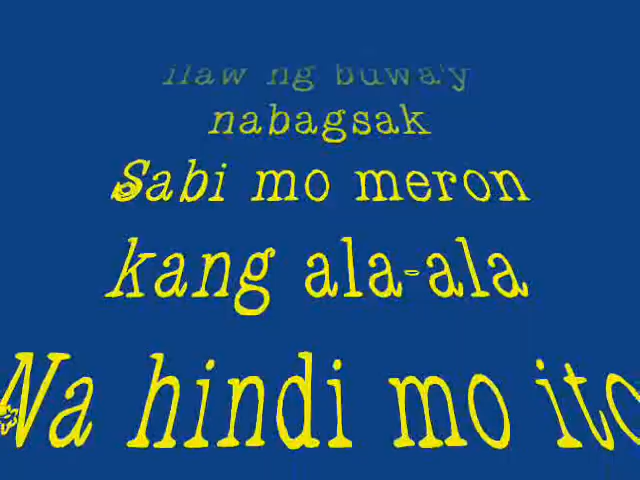 ilaw ng buwa'y
nabagsak
Sabi mo meron
kang ala-ala
Na hindi mo ito